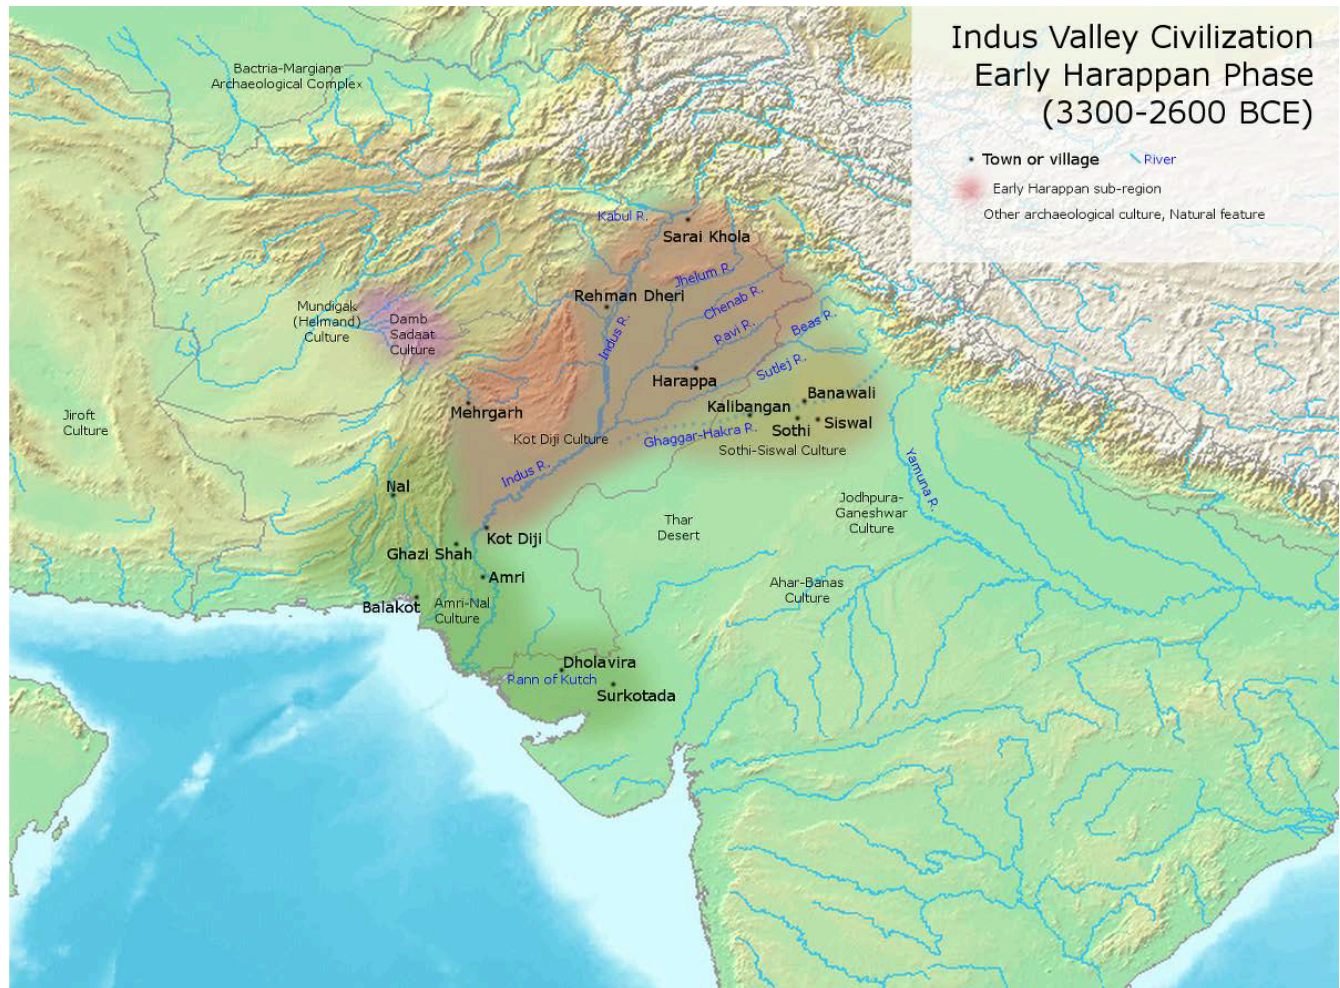 Indus Valley Civilization
Early Harappan Phase
(3300-2600 BCE)
Town or village
River
Early Harappan sub-region
Other archaeological culture, Natural feature
Bactria-Margiana
Archaeological Complex
Kabul R.
Sarai Khola
Jhelum R.
Rehman Dheri
Chenab R.
Mundigak
(Helmand)
Culture
Damb
Sadaat
Culture
Indus R.
Ravi R.
Beas R.
Sutlej R.
Harappa
Banawali
Mehrgarh
Kalibangan
Jiroft
Culture
Siswal
Sothi
Kot Diji Culture
Ghaggar-Hakra R.
Sothi-Siswal Culture
Indus R.
Yamuna R.
Nal
Jodhpura-
Ganeshwar
Culture
Thar
Desert
Kot Diji
Ghazi Shah
Amri
Ahar-Banas
Culture
Balakot
Amri-Nal
Culture
Dholavira
Rann of Kutch
Surkotada